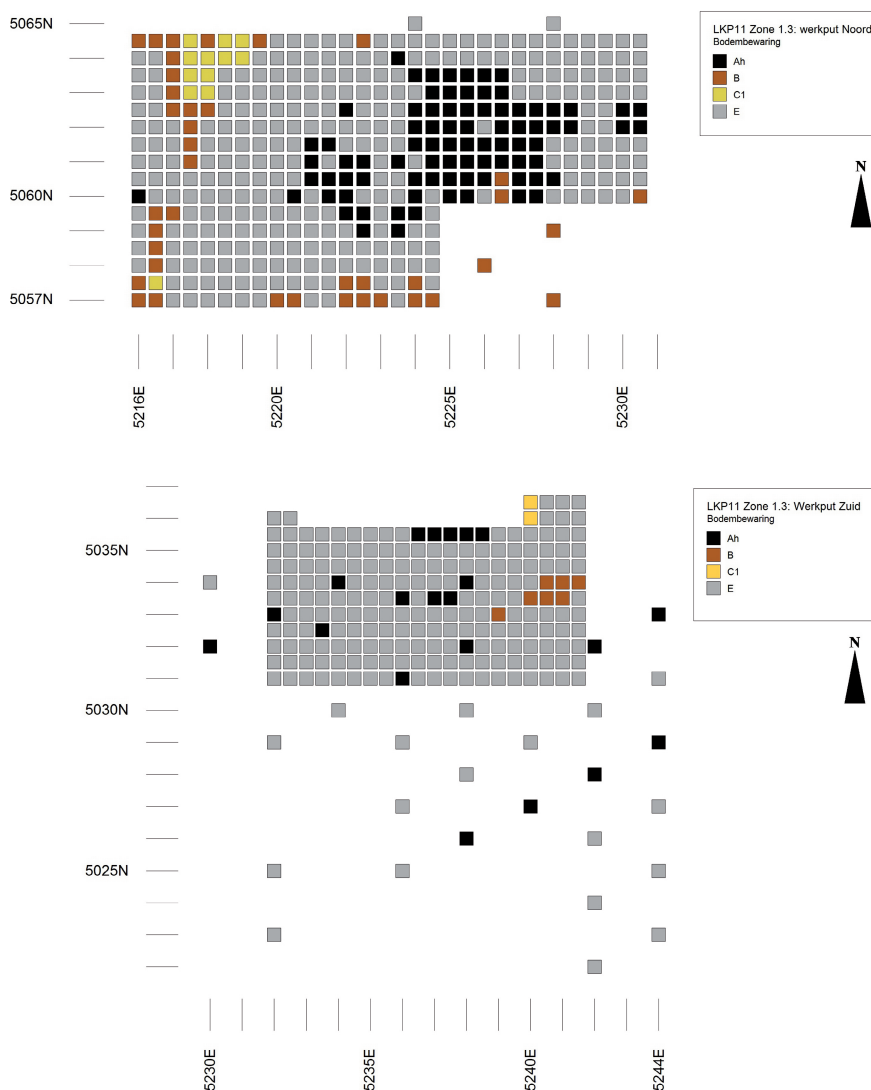 5065N
5060N
5057N
5216E
5220E
5225E
5230E
LKP11 Zone 1.3: werkput Noord
Bodembewaring
Ah
B
C1
E
N
5035N
5030N
5025N
5230E
5235E
5240E
5244E
LKP11 Zone 1.3: Werkput Zuid
Bodembewaring
Ah
B
C1
E
N